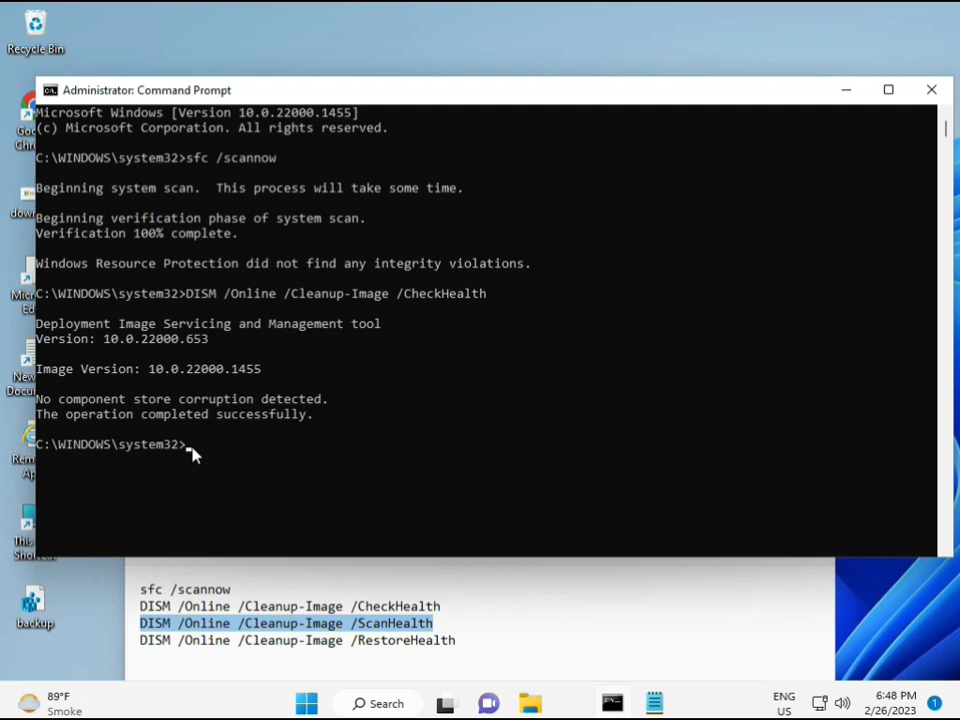 Recycle Bin
Administrator: Command Prompt
Microsoft Windows [Version 10.0.22000.1455]
(c) Microsoft Corporation. All rights reserved.
C:\WINDOWS\system32>sfc /scannow
Beginning system scan.  This process will take some time.
Beginning verification phase of system scan.
Verification 100% complete.
Windows Resource Protection did not find any integrity violations.
C:\WINDOWS\system32>DISM /Online /Cleanup-Image /CheckHealth
Deployment Image Servicing and Management tool
Version: 10.0.22000.653
Image Version: 10.0.22000.1455
No component store corruption detected.
The operation completed successfully.
C:\WINDOWS\system32>
backup
sfc /scannow
DISM /Online /Cleanup-Image /CheckHealth
DISM /Online /Cleanup-Image /ScanHealth
DISM /Online /Cleanup-Image /RestoreHealth
89°F
Smoke
Search
ENG
US
6:48 PM
2/26/2023
1